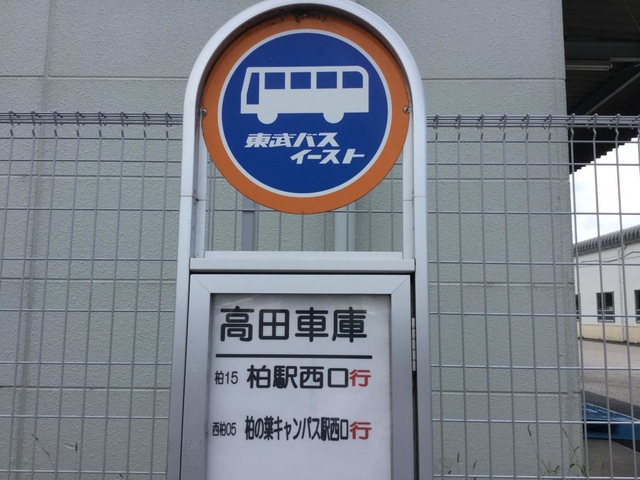 東武バス
イースト
高田車庫
柏15 柏駅西口行
西柏05 柏の葉キャンパス駅西口行